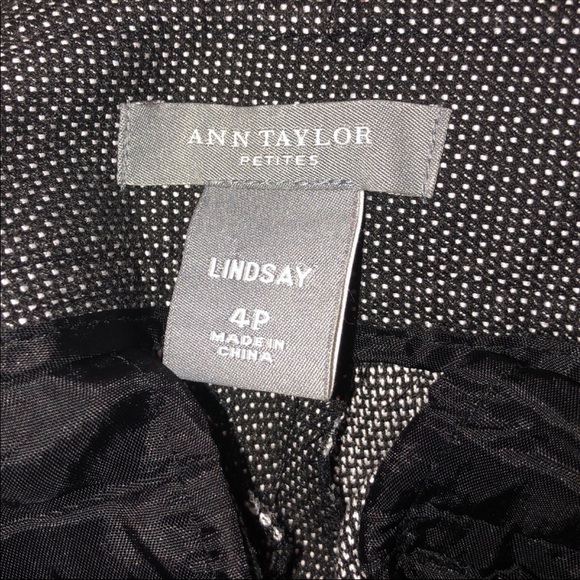 ANN TAYLOR
PETITES
LINDSAY
4P
MADE IN
CHINA